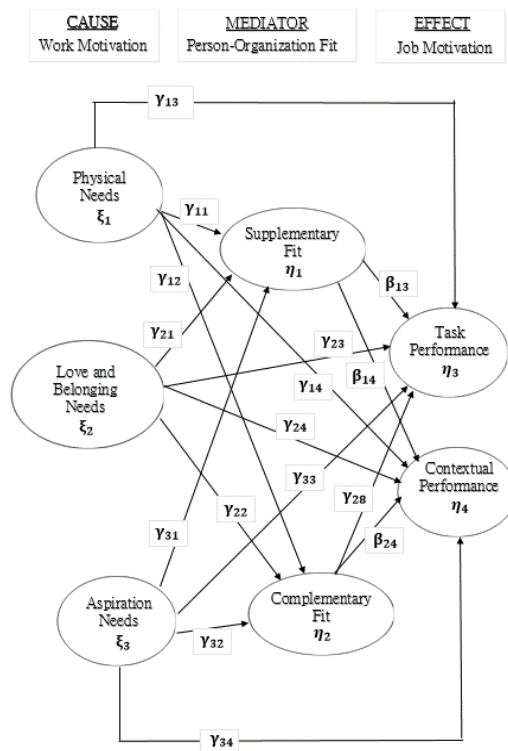 CAUSE
Work Motivation
MEDIATOR
Person-Organization Fit
EFFECT
Job Motivation
γ₁₃
Physical
Needs
ξ₁
γ₁₁
Supplementary
Fit
η₁
γ₁₂
β₁₃
γ₂₁
γ₂₃
Task
Performance
η₃
Love and
Belonging
Needs
ξ₂
γ₁₄
β₁₄
γ₂₄
γ₃₃
Contextual
Performance
η₄
γ₂₂
γ₂₈
γ₃₁
β₂₄
Aspiration
Needs
ξ₃
Complementary
Fit
η₂
γ₃₂
γ₃₄